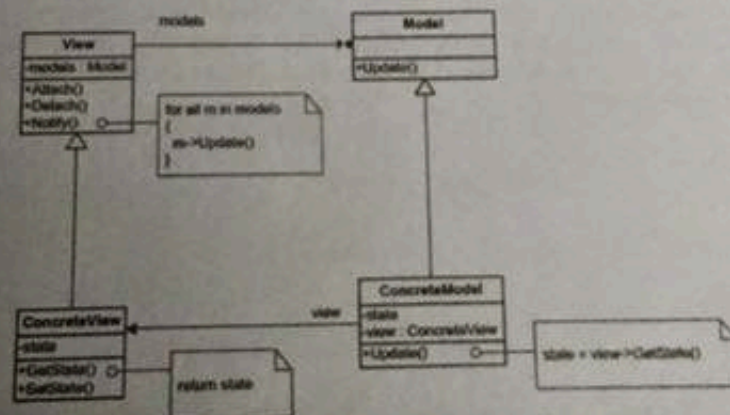 models
View
-models : Model
+Attach()
+Detach()
+Notify()
for all m in models
{
m->Update()
}
Model
+Update()
ConcreteView
-state
+GetState()
+SetState()
return state
view
ConcreteModel
-state
-view : ConcreteView
+Update()
state = view->GetState()